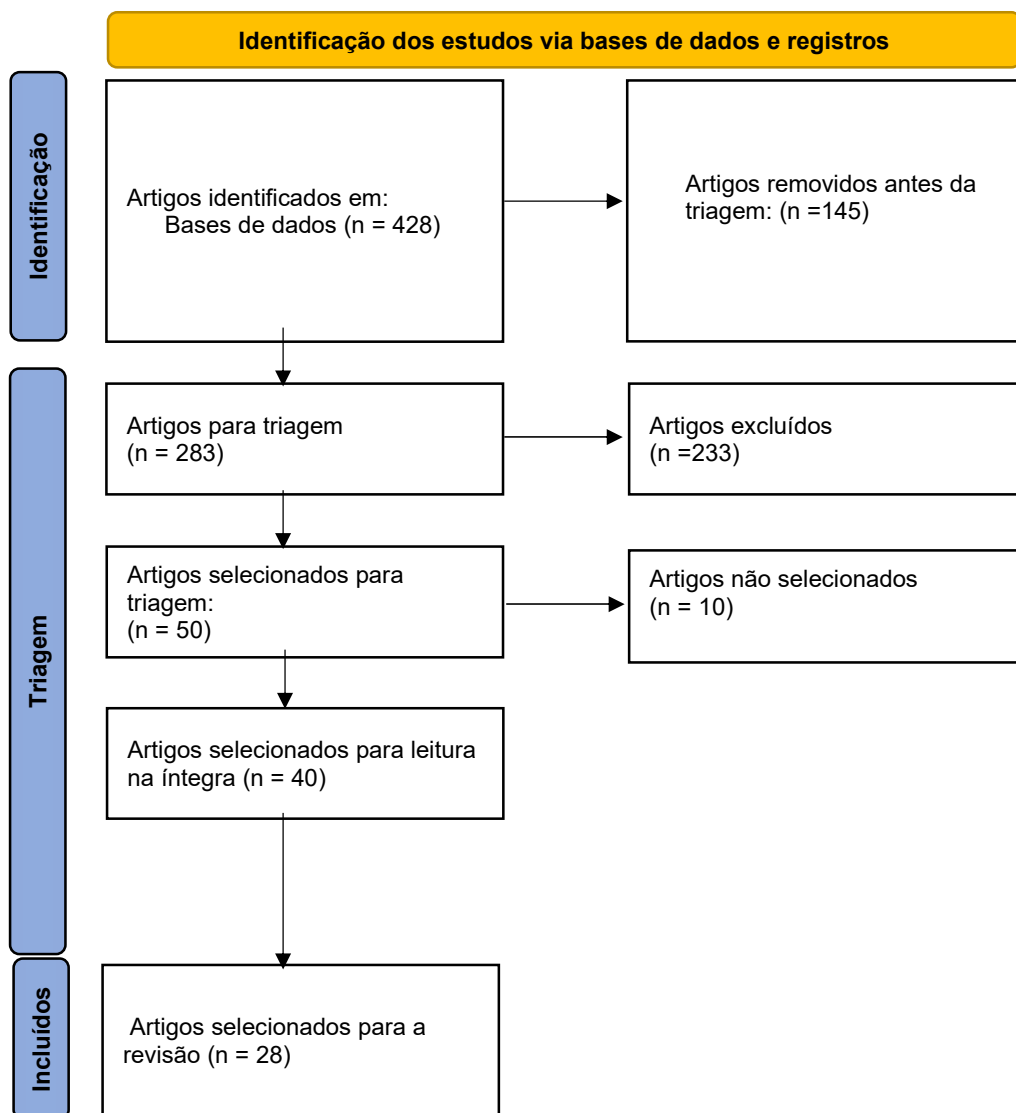 Identificação dos estudos via bases de dados e registros
Identificação
Artigos identificados em:
Bases de dados (n = 428)
Artigos removidos antes da
triagem: (n =145)
Triagem
Artigos para triagem
(n = 283)
Artigos excluídos
(n =233)
Artigos selecionados para
triagem:
(n = 50)
Artigos não selecionados
(n = 10)
Artigos selecionados para leitura
na íntegra (n = 40)
Incluídos
Artigos selecionados para a
revisão (n = 28)